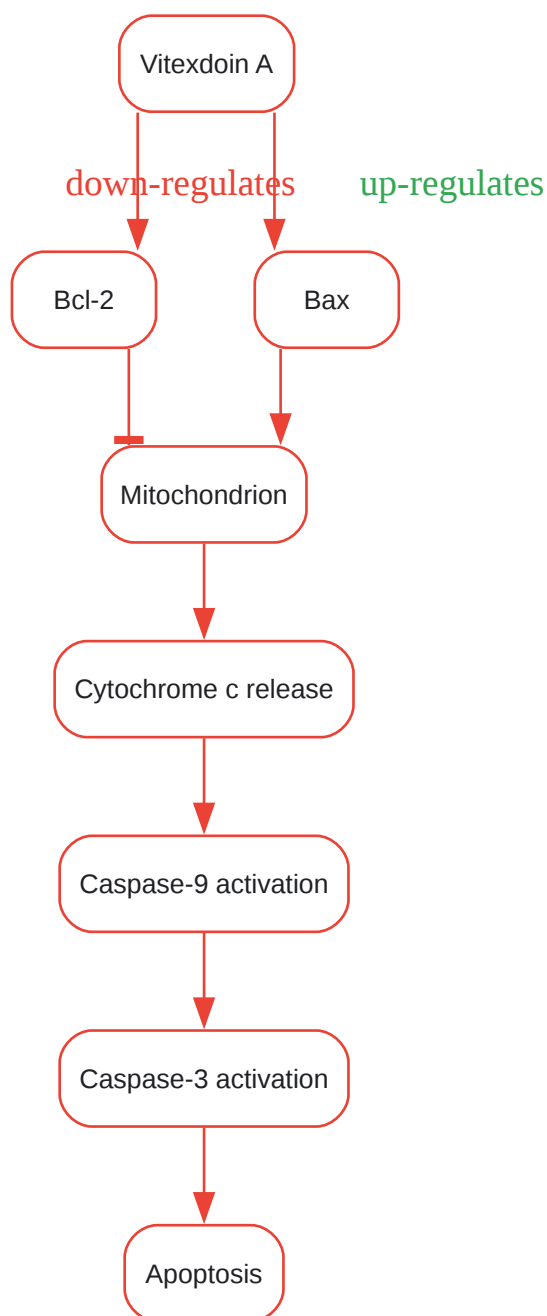 Vitexdoin A
down-regulates
up-regulates
Bcl-2
Bax
Mitochondrion
Cytochrome c release
Caspase-9 activation
Caspase-3 activation
Apoptosis